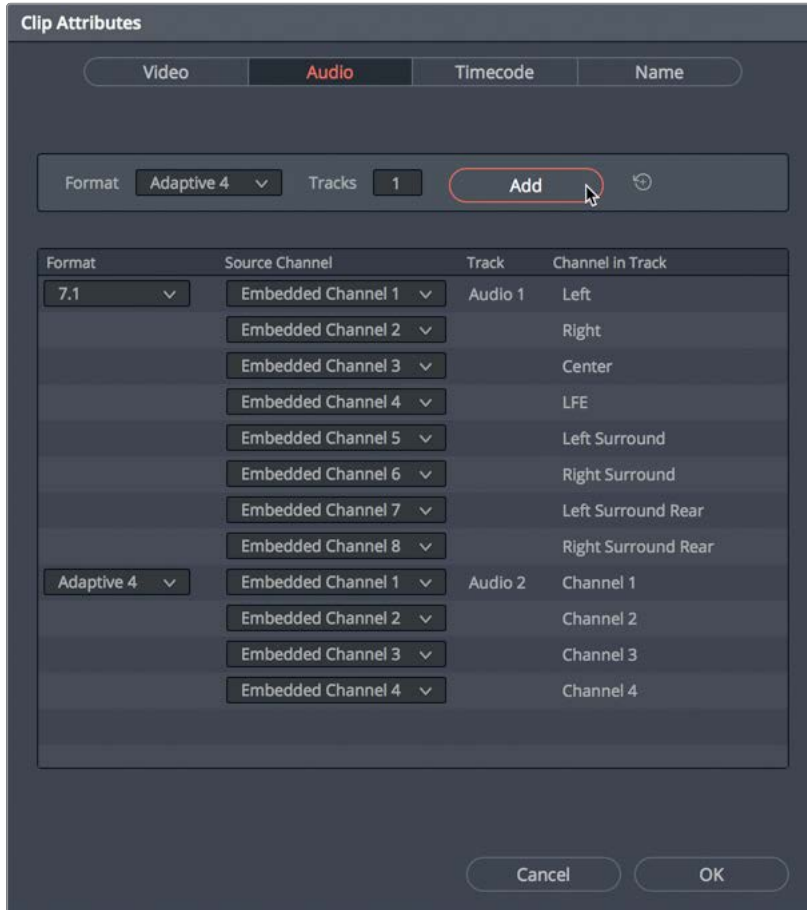 Clip Attributes
Video Audio Timecode Name
Format Adaptive 4 Tracks 1 Add
Format Source Channel Track Channel in Track
7.1 Embedded Channel 1 Audio 1 Left
Embedded Channel 2 Right
Embedded Channel 3 Center
Embedded Channel 4 LFE
Embedded Channel 5 Left Surround
Embedded Channel 6 Right Surround
Embedded Channel 7 Left Surround Rear
Embedded Channel 8 Right Surround Rear
Adaptive 4 Embedded Channel 1 Audio 2 Channel 1
Embedded Channel 2 Channel 2
Embedded Channel 3 Channel 3
Embedded Channel 4 Channel 4
Cancel OK